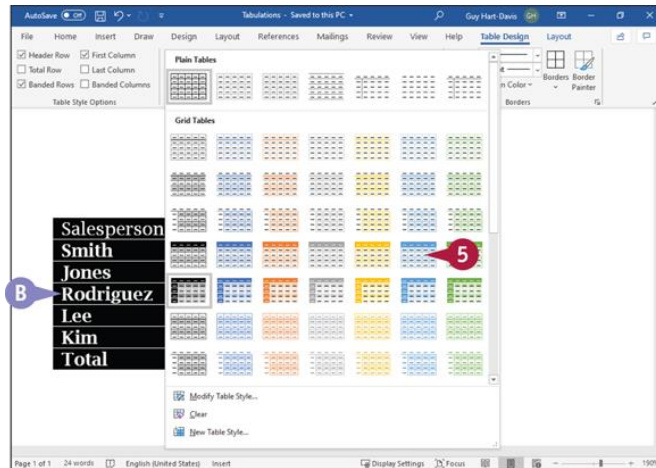 AutoSave Off Tabulations - Saved to this PC Guy Hart-Davis GH
File Home Insert Draw Design Layout References Mailings Review View Help Table Design Layout
Header Row First Column
Total Row Last Column
Banded Rows Banded Columns
Table Style Options
Plain Tables
Grid Tables
Borders Border
Painter
n Color
Borders
Salesperson
Smith
Jones
B Rodriguez
Lee
Kim
Total
5
Modify Table Style...
Clear
New Table Style...
Page 1 of 1 24 words English (United States) Insert Display Settings Focus 190%